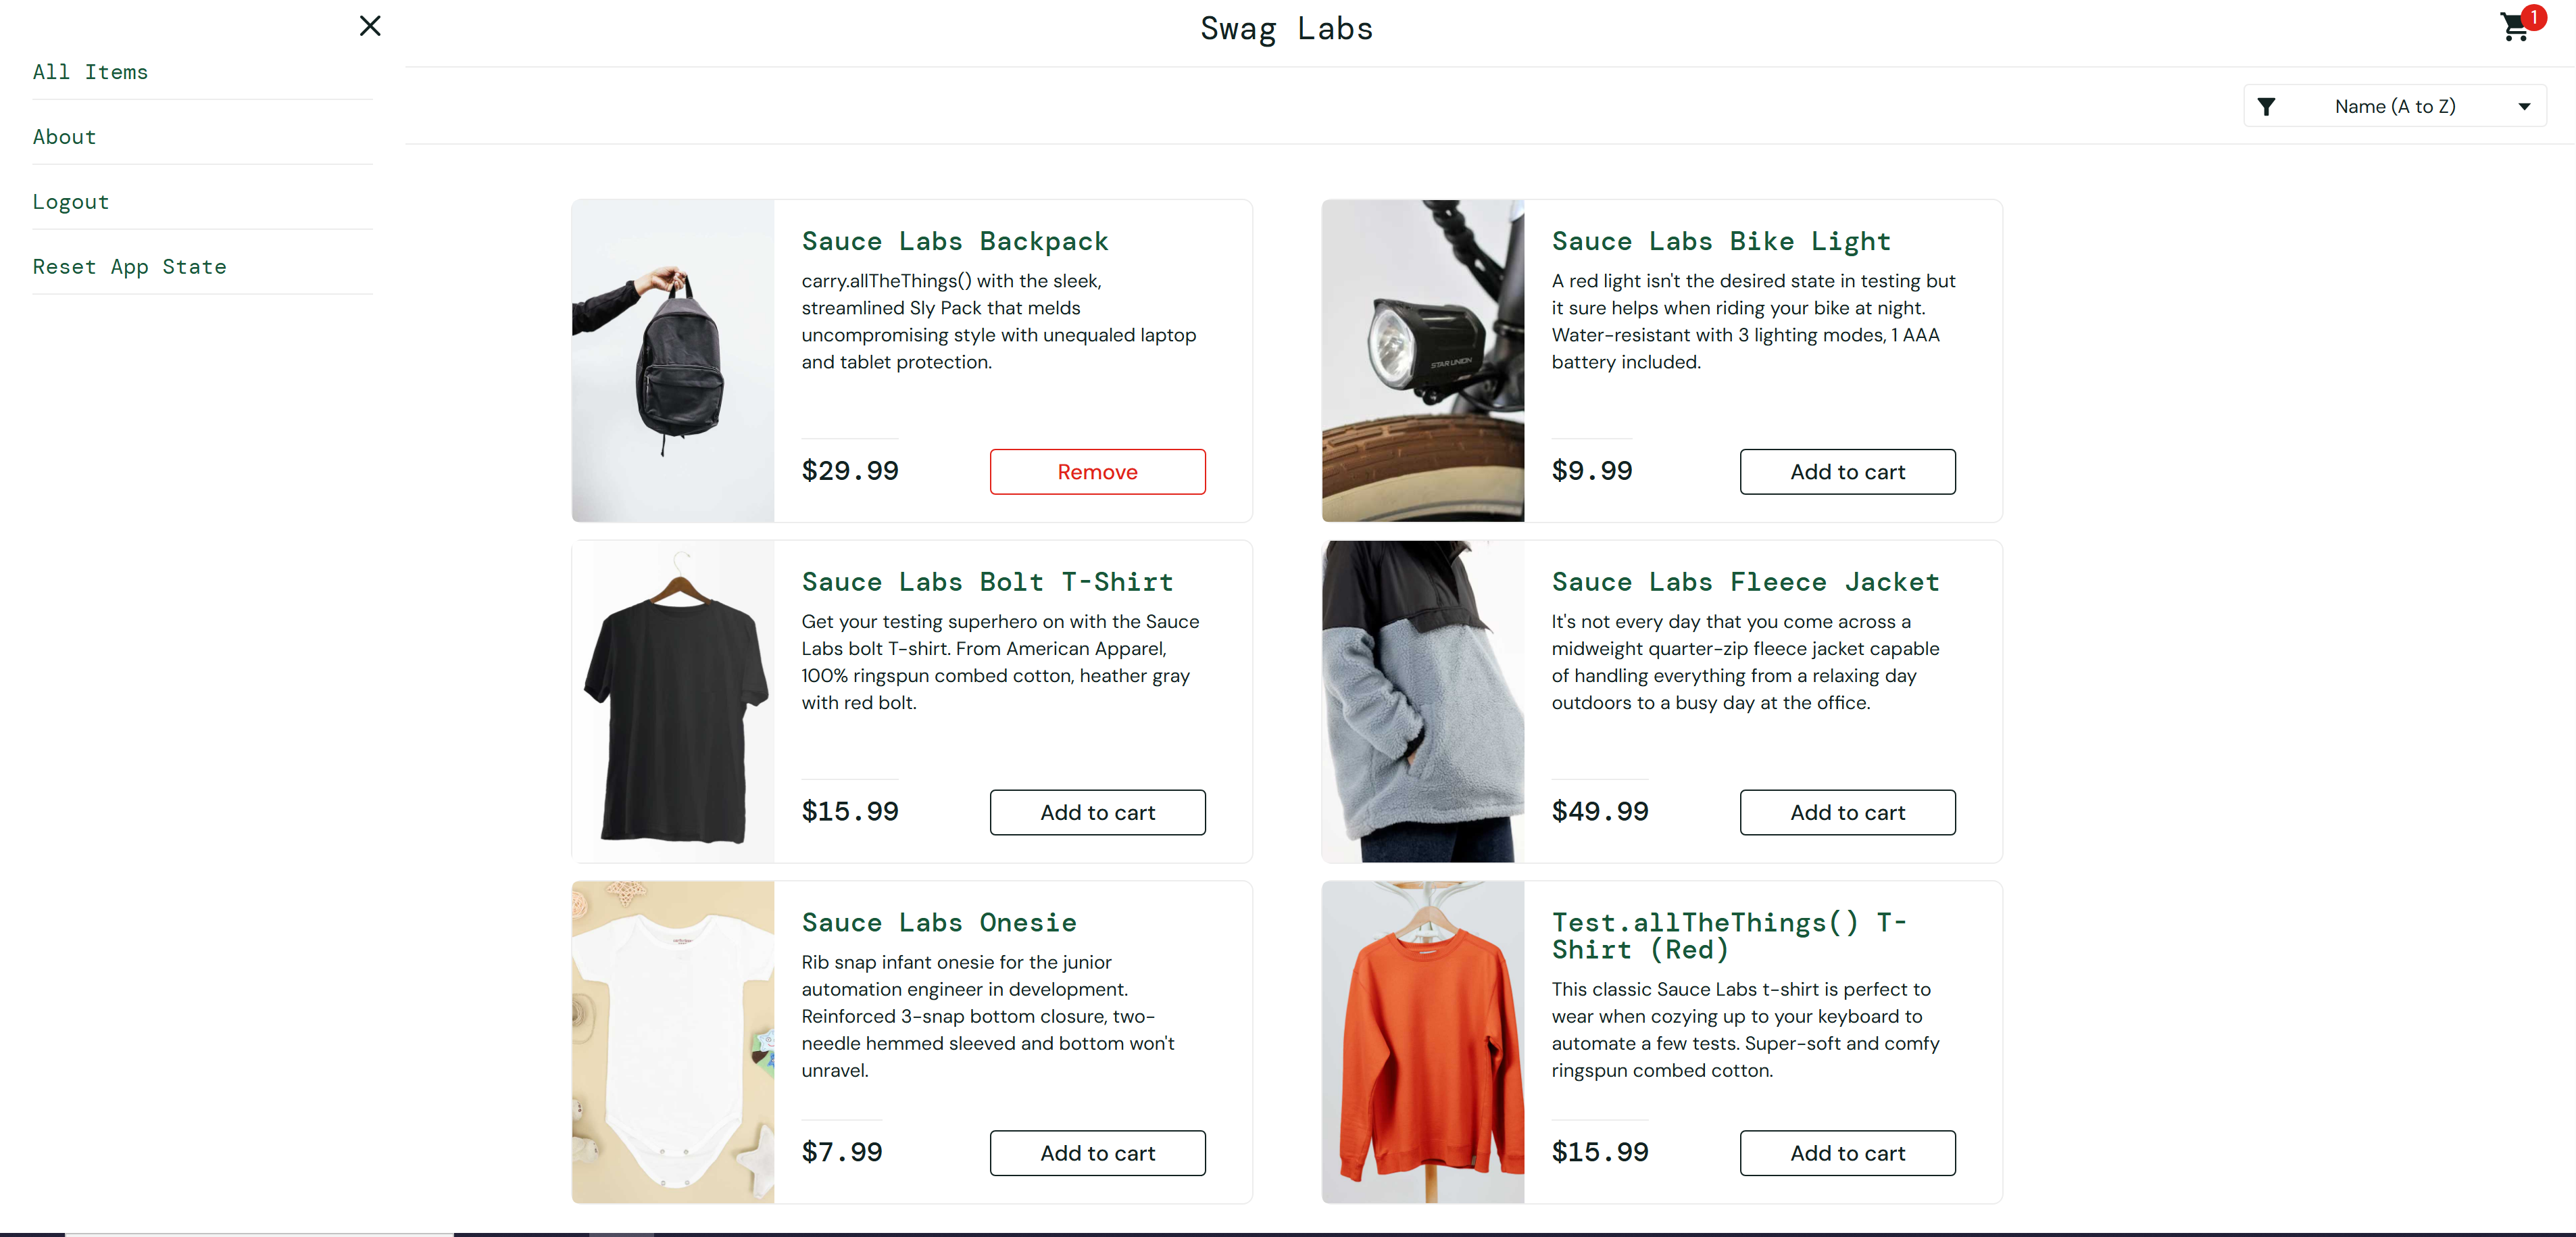 Swag Labs
1
All Items
About
Logout
Reset App State
Name (A to Z)
Sauce Labs Backpack
carry.allTheThings() with the sleek,
streamlined Sly Pack that melds
uncompromising style with unequaled laptop
and tablet protection.
$29.99
Remove
Sauce Labs Bike Light
A red light isn't the desired state in testing but
it sure helps when riding your bike at night.
Water-resistant with 3 lighting modes, 1 AAA
battery included.
STAR UNION
$9.99
Add to cart
Sauce Labs Bolt T-Shirt
Get your testing superhero on with the Sauce
Labs bolt T-shirt. From American Apparel,
100% ringspun combed cotton, heather gray
with red bolt.
$15.99
Add to cart
Sauce Labs Fleece Jacket
It's not every day that you come across a
midweight quarter-zip fleece jacket capable
of handling everything from a relaxing day
outdoors to a busy day at the office.
$49.99
Add to cart
Sauce Labs Onesie
Rib snap infant onesie for the junior
automation engineer in development.
Reinforced 3-snap bottom closure, two-
needle hemmed sleeved and bottom won't
unravel.
$7.99
Add to cart
Test.allTheThings() T-
Shirt (Red)
This classic Sauce Labs t-shirt is perfect to
wear when cozying up to your keyboard to
automate a few tests. Super-soft and comfy
ringspun combed cotton.
$15.99
Add to cart